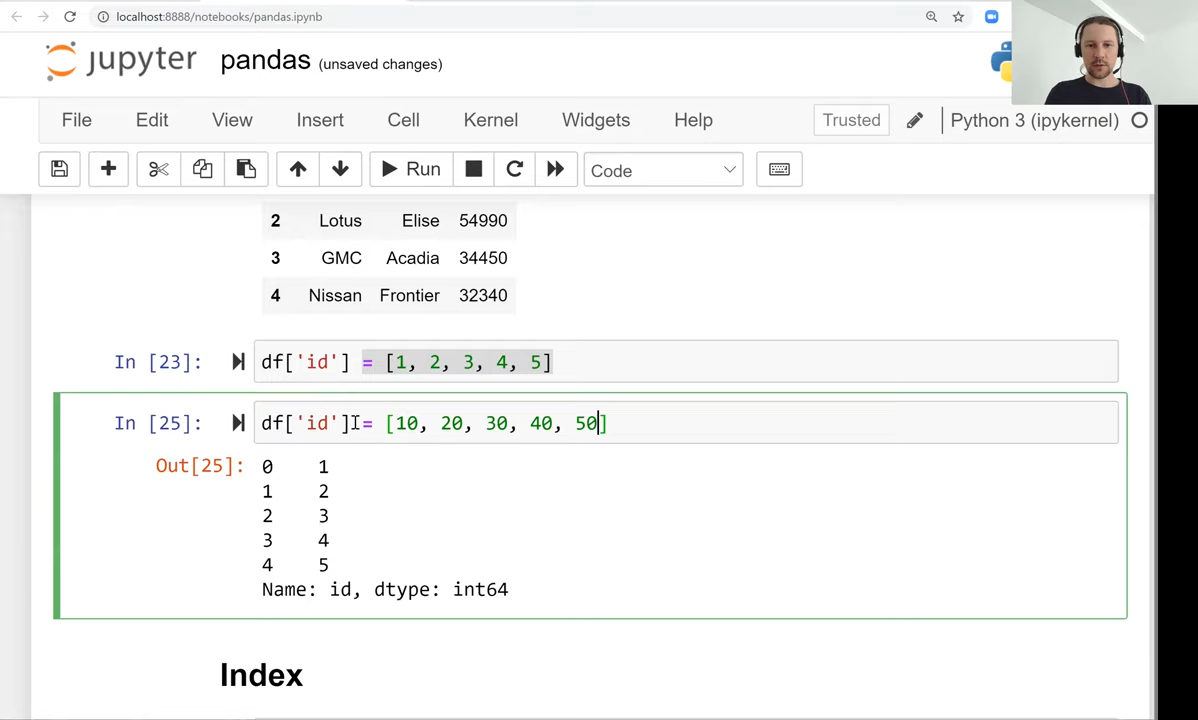 localhost:8888/notebooks/pandas.ipynb
jupyter pandas (unsaved changes)
File Edit View Insert Cell Kernel Widgets Help Trusted Python 3 (ipykernel)
Run Code
2 Lotus Elise 54990
3 GMC Acadia 34450
4 Nissan Frontier 32340
In [23]: df['id'] = [1, 2, 3, 4, 5]
In [25]: df['id'] = [10, 20, 30, 40, 50]
Out[25]: 0 1
1 2
2 3
3 4
4 5
Name: id, dtype: int64
Index